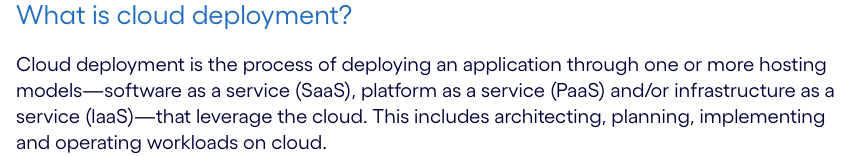 What is cloud deployment?
Cloud deployment is the process of deploying an application through one or more hosting
models—software as a service (SaaS), platform as a service (PaaS) and/or infrastructure as a
service (IaaS)—that leverage the cloud. This includes architecting, planning, implementing
and operating workloads on cloud.